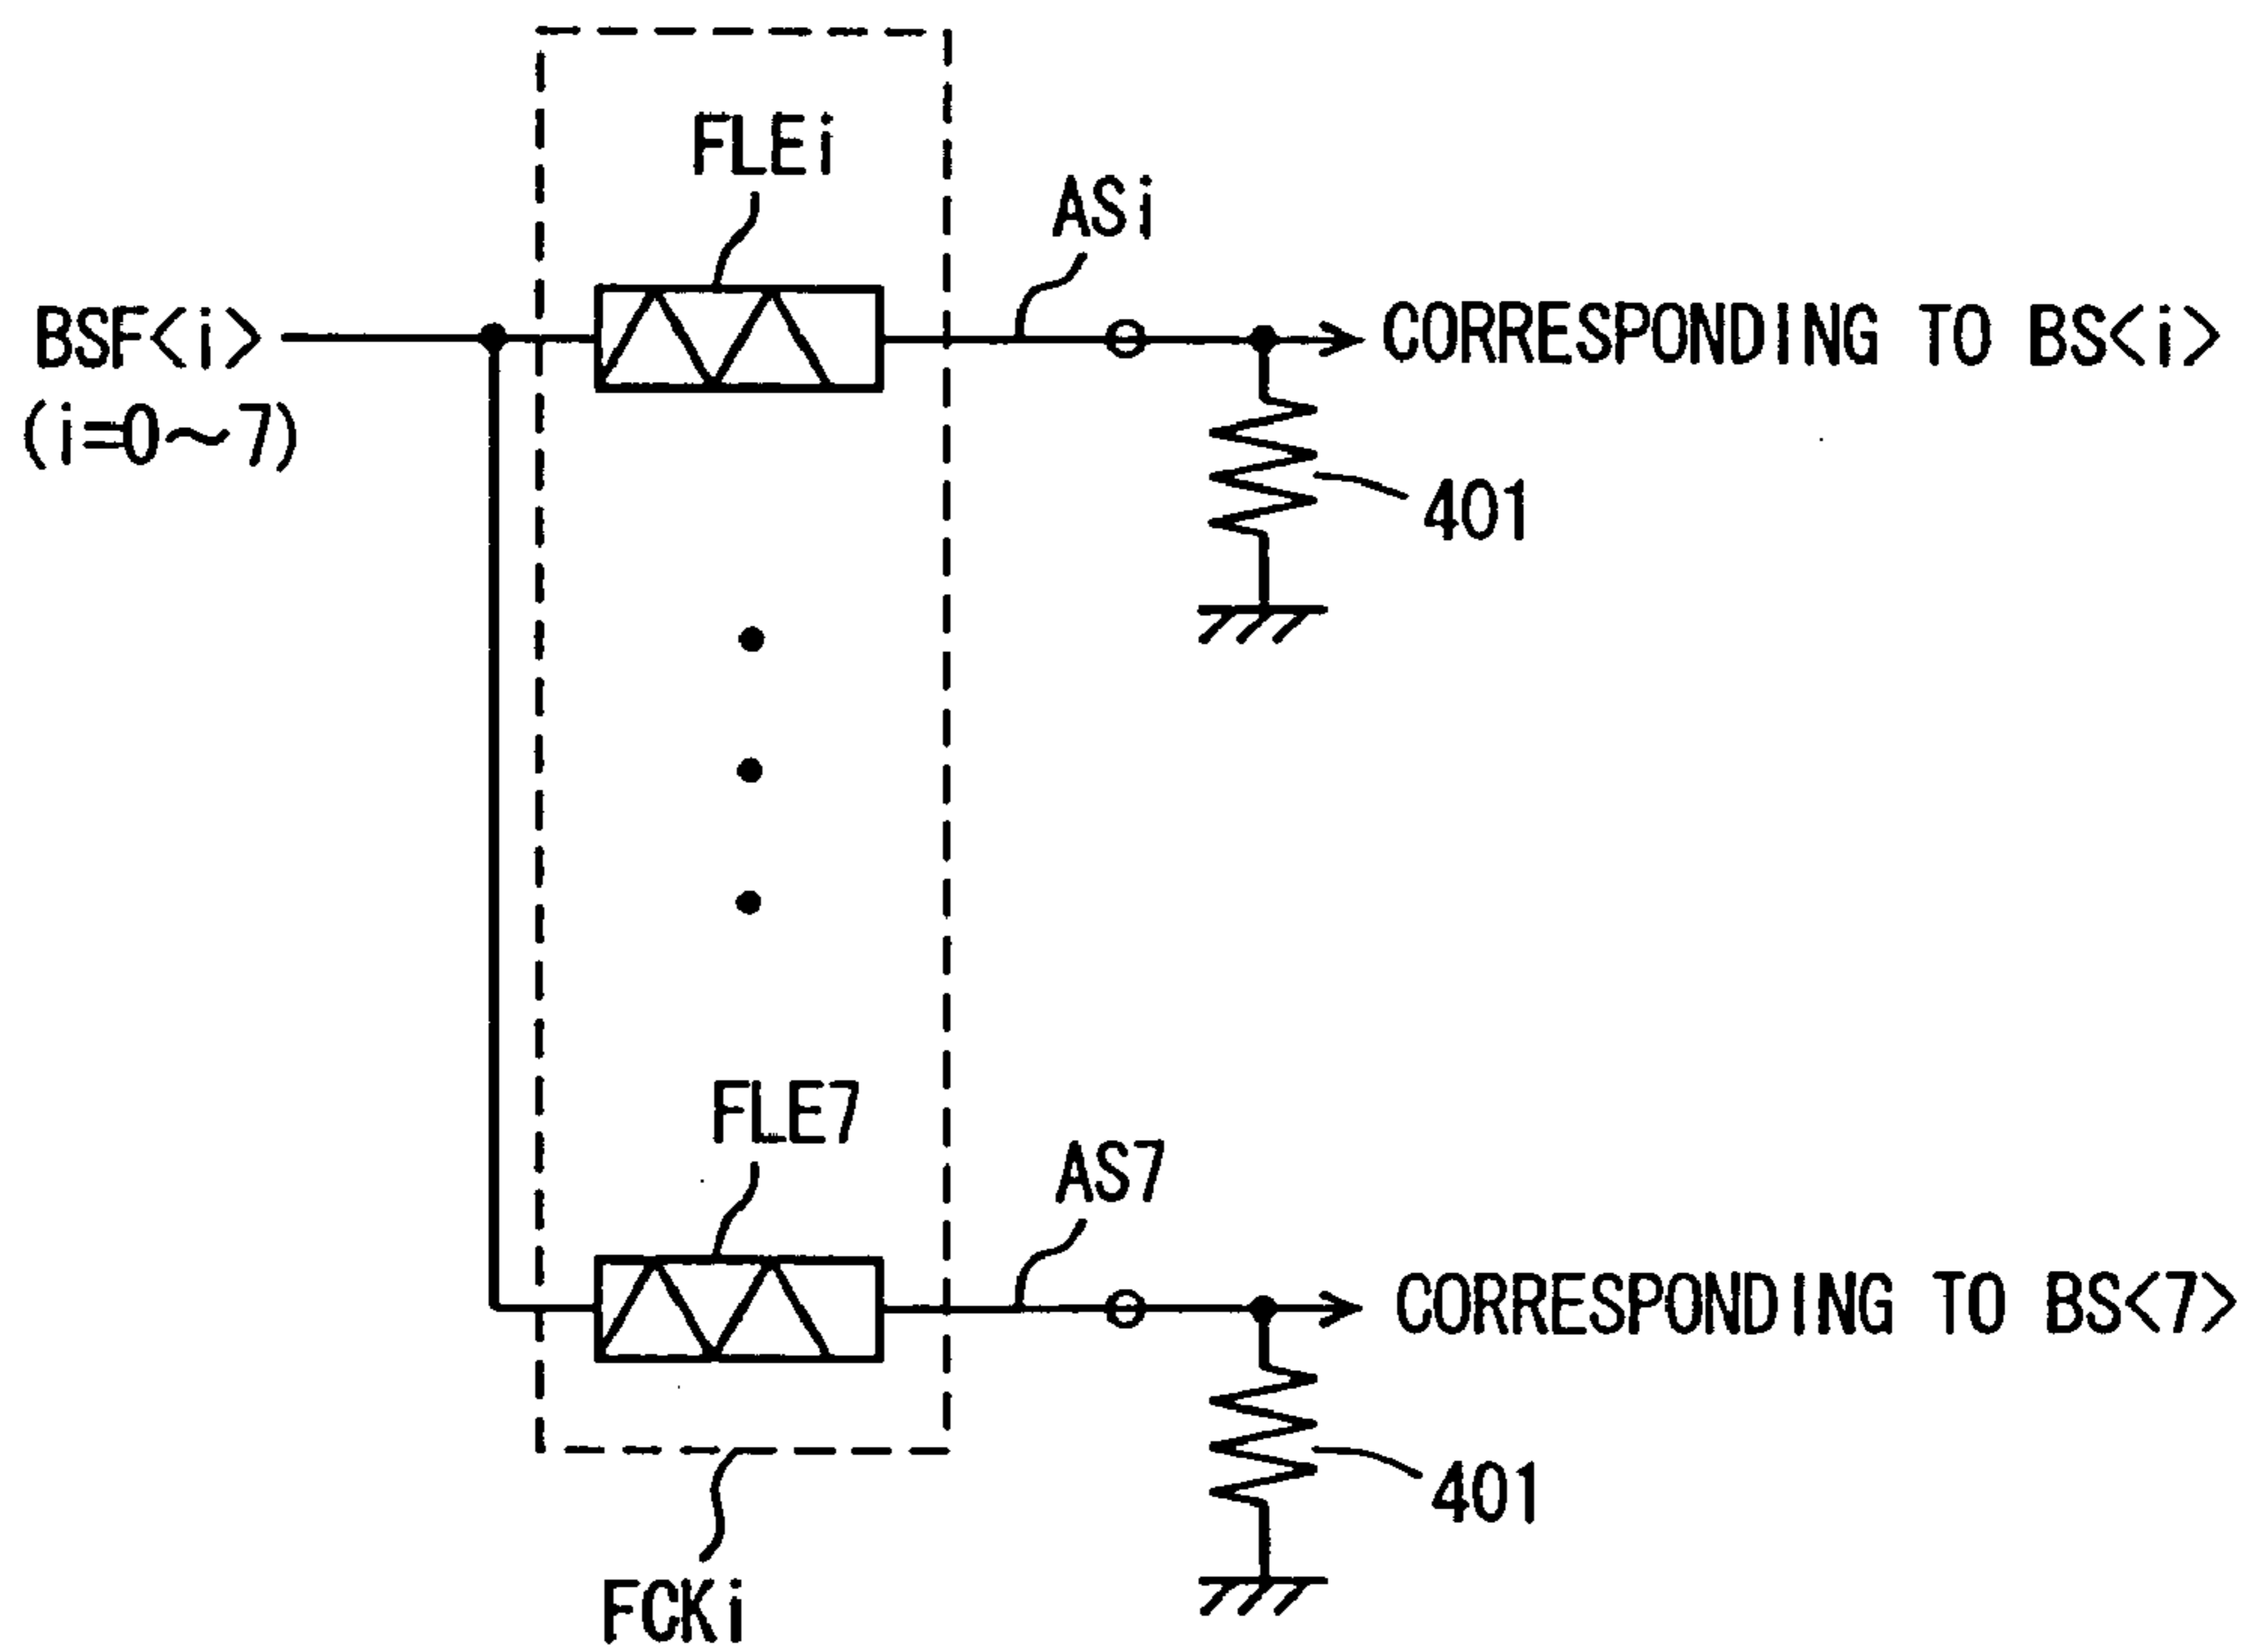 FLEi
ASi
BSF<i>
CORRESPONDING TO BS<i>
(i=0～7)
401
FLE7
AS7
CORRESPONDING TO BS<7>
401
FCKi